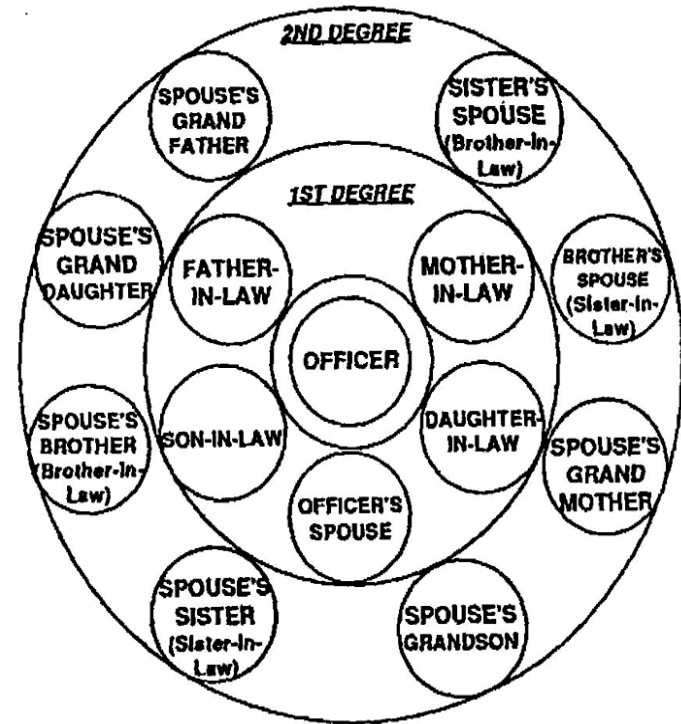 2ND DEGREE
SPOUSE'S
GRAND
FATHER
SISTER'S
SPOUSE
(Brother-In-
Law)
1ST DEGREE
SPOUSE'S
GRAND
DAUGHTER
FATHER-
IN-LAW
MOTHER-
IN-LAW
BROTHER'S
SPOUSE
(Sister-In-
Law)
OFFICER
SPOUSE'S
BROTHER
(Brother-In-
Law)
SON-IN-LAW
DAUGHTER-
IN-LAW
SPOUSE'S
GRAND
MOTHER
OFFICER'S
SPOUSE
SPOUSE'S
SISTER
(Sister-In-
Law)
SPOUSE'S
GRANDSON